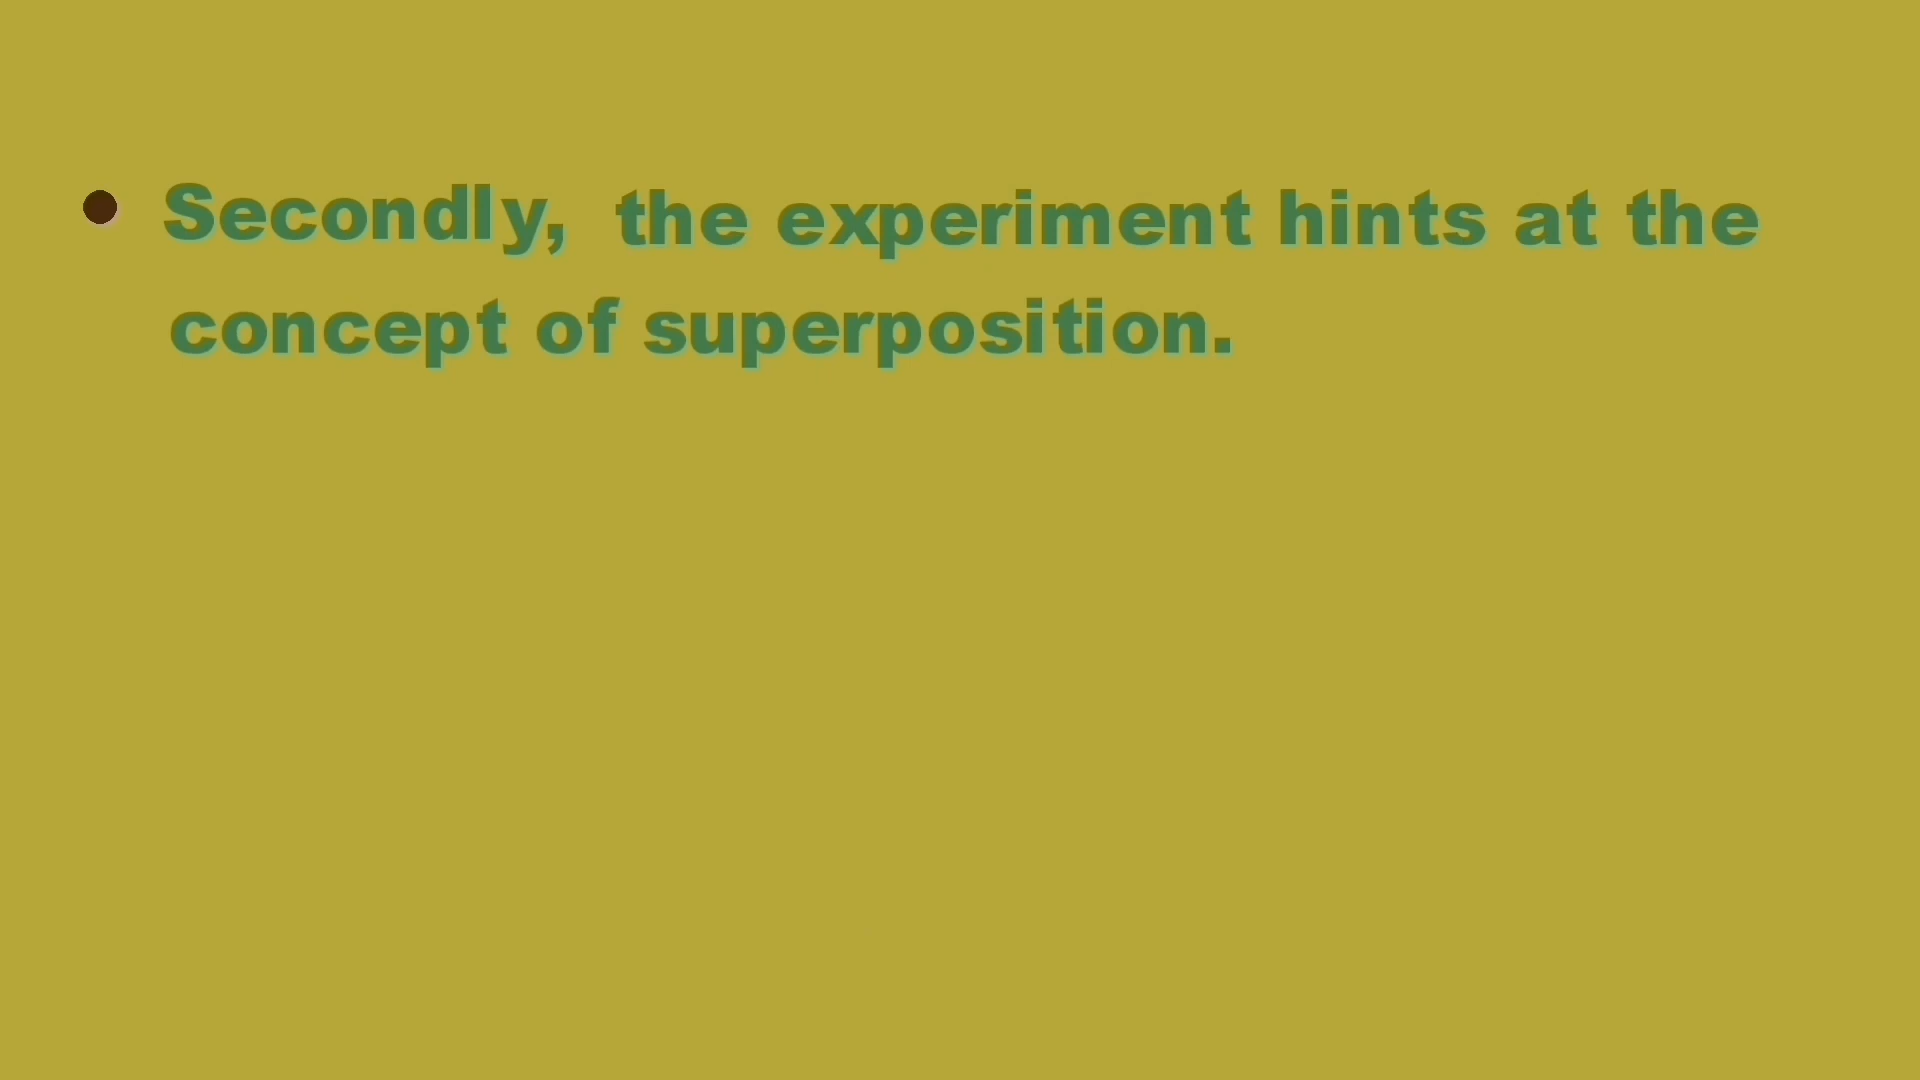 Secondly, the experiment hints at the
concept of superposition.